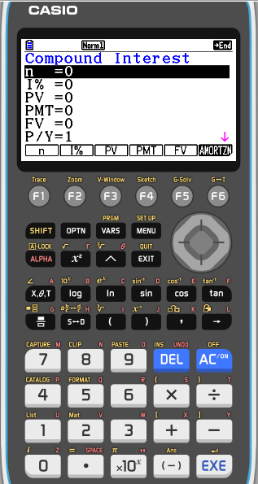 CASIO
Norm1 End
Compound Interest
n =0
I% =0
PV =0
PMT=0
FV =0
P/Y=1
n I% PV PMT FV AMORTZN
Trace Zoom V-Window Sketch G-Solv G↔T
F1 F2 F3 F4 F5 F6
PRGM SET UP
SHIFT OPTN VARS MENU
A-LOCK √ r ∛ θ QUIT
ALPHA x² ^ EXIT
∠ A 10ˣ B eˣ C sin⁻¹ D cos⁻¹ E tan⁻¹ F
X,θ,T log ln sin cos tan
G H I x⁻¹ J K L
S↔D ( ) , →
CAPTURE M CLIP N PASTE O INS UNDO OFF
7 8 9 DEL AC/ON
CATALOG P FORMAT Q R { S } T
4 5 6 × ÷
List U Mat V W [ X ] Y
1 2 3 + −
i Z = SPACE π " Ans
0 • ×10ˣ (−) EXE